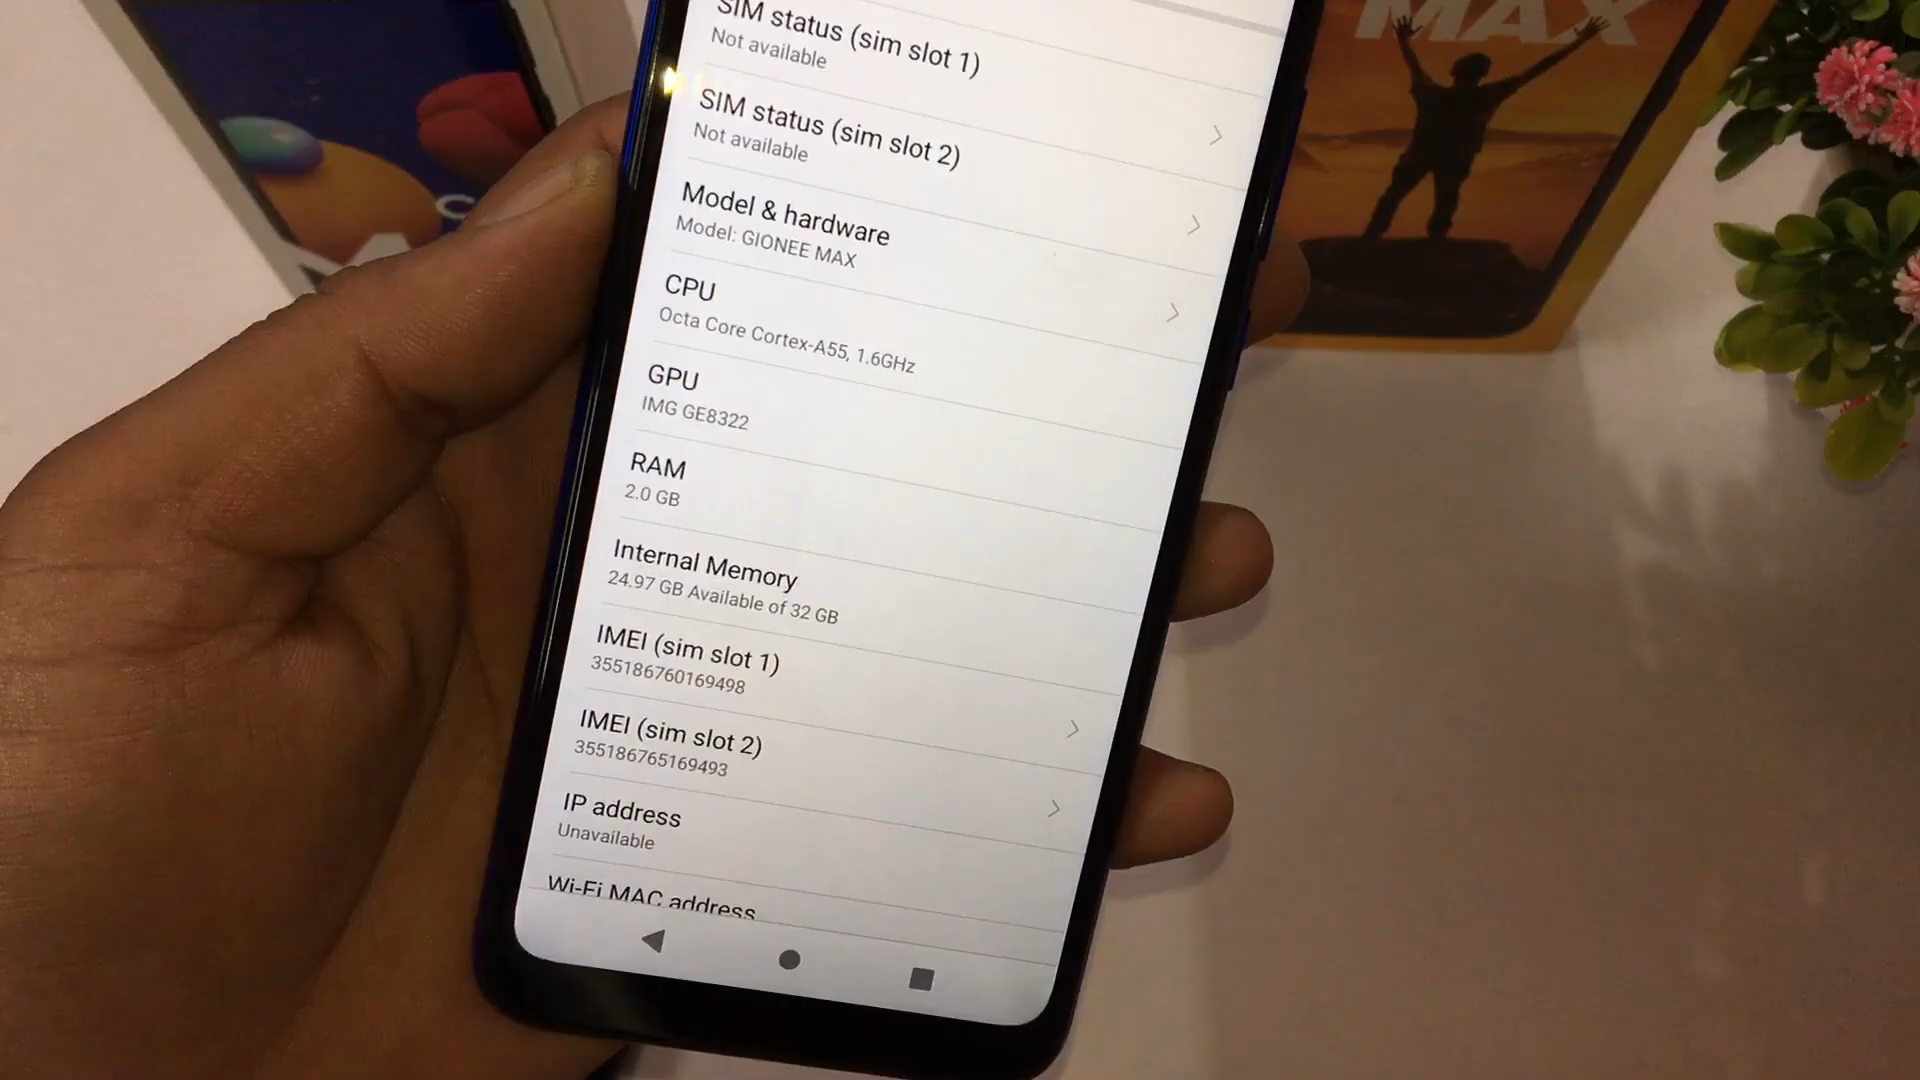 MAX
SIM status (sim slot 1)
Not available
SIM status (sim slot 2)
Not available
Model & hardware
Model: GIONEE MAX
CPU
Octa Core Cortex-A55, 1.6GHz
GPU
IMG GE8322
RAM
2.0 GB
Internal Memory
24.97 GB Available of 32 GB
IMEI (sim slot 1)
355186760169498
IMEI (sim slot 2)
355186765169493
IP address
Unavailable
Wi-Fi MAC address